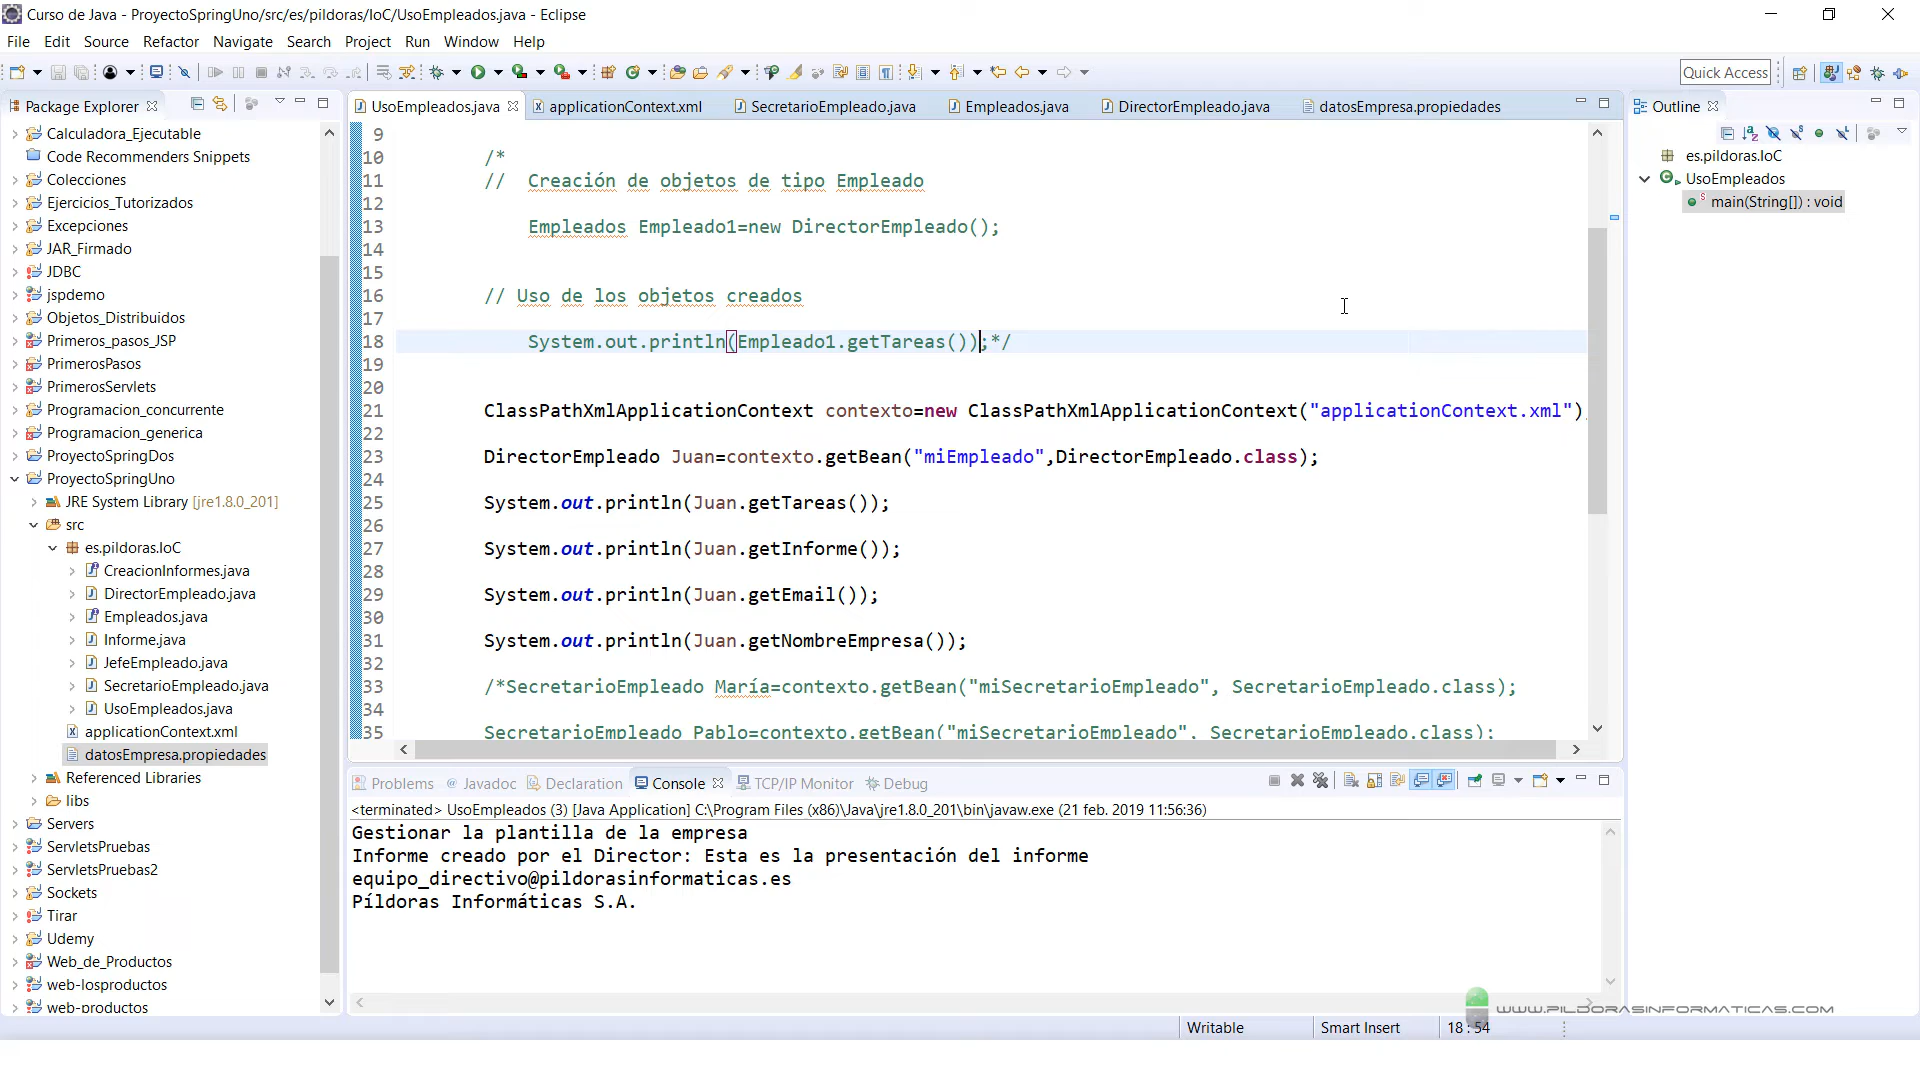 Curso de Java - ProyectoSpringUno/src/es/pildoras/IoC/UsoEmpleados.java - Eclipse
File Edit Source Refactor Navigate Search Project Run Window Help
Quick Access
Package Explorer
Calculadora_Ejecutable
Code Recommenders Snippets
Colecciones
Ejercicios_Tutorizados
Excepciones
JAR_Firmado
JDBC
jspdemo
Objetos_Distribuidos
Primeros_pasos_JSP
PrimerosPasos
PrimerosServlets
Programacion_concurrente
Programacion_generica
ProyectoSpringDos
ProyectoSpringUno
JRE System Library [jre1.8.0_201]
src
es.pildoras.IoC
CreacionInformes.java
DirectorEmpleado.java
Empleados.java
Informe.java
JefeEmpleado.java
SecretarioEmpleado.java
UsoEmpleados.java
applicationContext.xml
datosEmpresa.propiedades
Referenced Libraries
libs
Servers
ServletsPruebas
ServletsPruebas2
Sockets
Tirar
Udemy
Web_de_Productos
web-losproductos
web-productos
UsoEmpleados.java applicationContext.xml SecretarioEmpleado.java Empleados.java DirectorEmpleado.java datosEmpresa.propiedades
9
10 /*
11 // Creación de objetos de tipo Empleado
12
13 Empleados Empleado1=new DirectorEmpleado();
14
15
16 // Uso de los objetos creados
17
18 System.out.println(Empleado1.getTareas());*/
19
20
21 ClassPathXmlApplicationContext contexto=new ClassPathXmlApplicationContext("applicationContext.xml")
22
23 DirectorEmpleado Juan=contexto.getBean("miEmpleado",DirectorEmpleado.class);
24
25 System.out.println(Juan.getTareas());
26
27 System.out.println(Juan.getInforme());
28
29 System.out.println(Juan.getEmail());
30
31 System.out.println(Juan.getNombreEmpresa());
32
33 /*SecretarioEmpleado María=contexto.getBean("miSecretarioEmpleado", SecretarioEmpleado.class);
34
35 SecretarioEmpleado Pablo=contexto.getBean("miSecretarioEmpleado", SecretarioEmpleado.class);
Outline
es.pildoras.IoC
UsoEmpleados
main(String[]) : void
Problems Javadoc Declaration Console TCP/IP Monitor Debug
<terminated> UsoEmpleados (3) [Java Application] C:\Program Files (x86)\Java\jre1.8.0_201\bin\javaw.exe (21 feb. 2019 11:56:36)
Gestionar la plantilla de la empresa
Informe creado por el Director: Esta es la presentación del informe
equipo_directivo@pildorasinformaticas.es
Píldoras Informáticas S.A.
WWW.PILDORASINFORMATICAS.COM
Writable Smart Insert 18 : 54